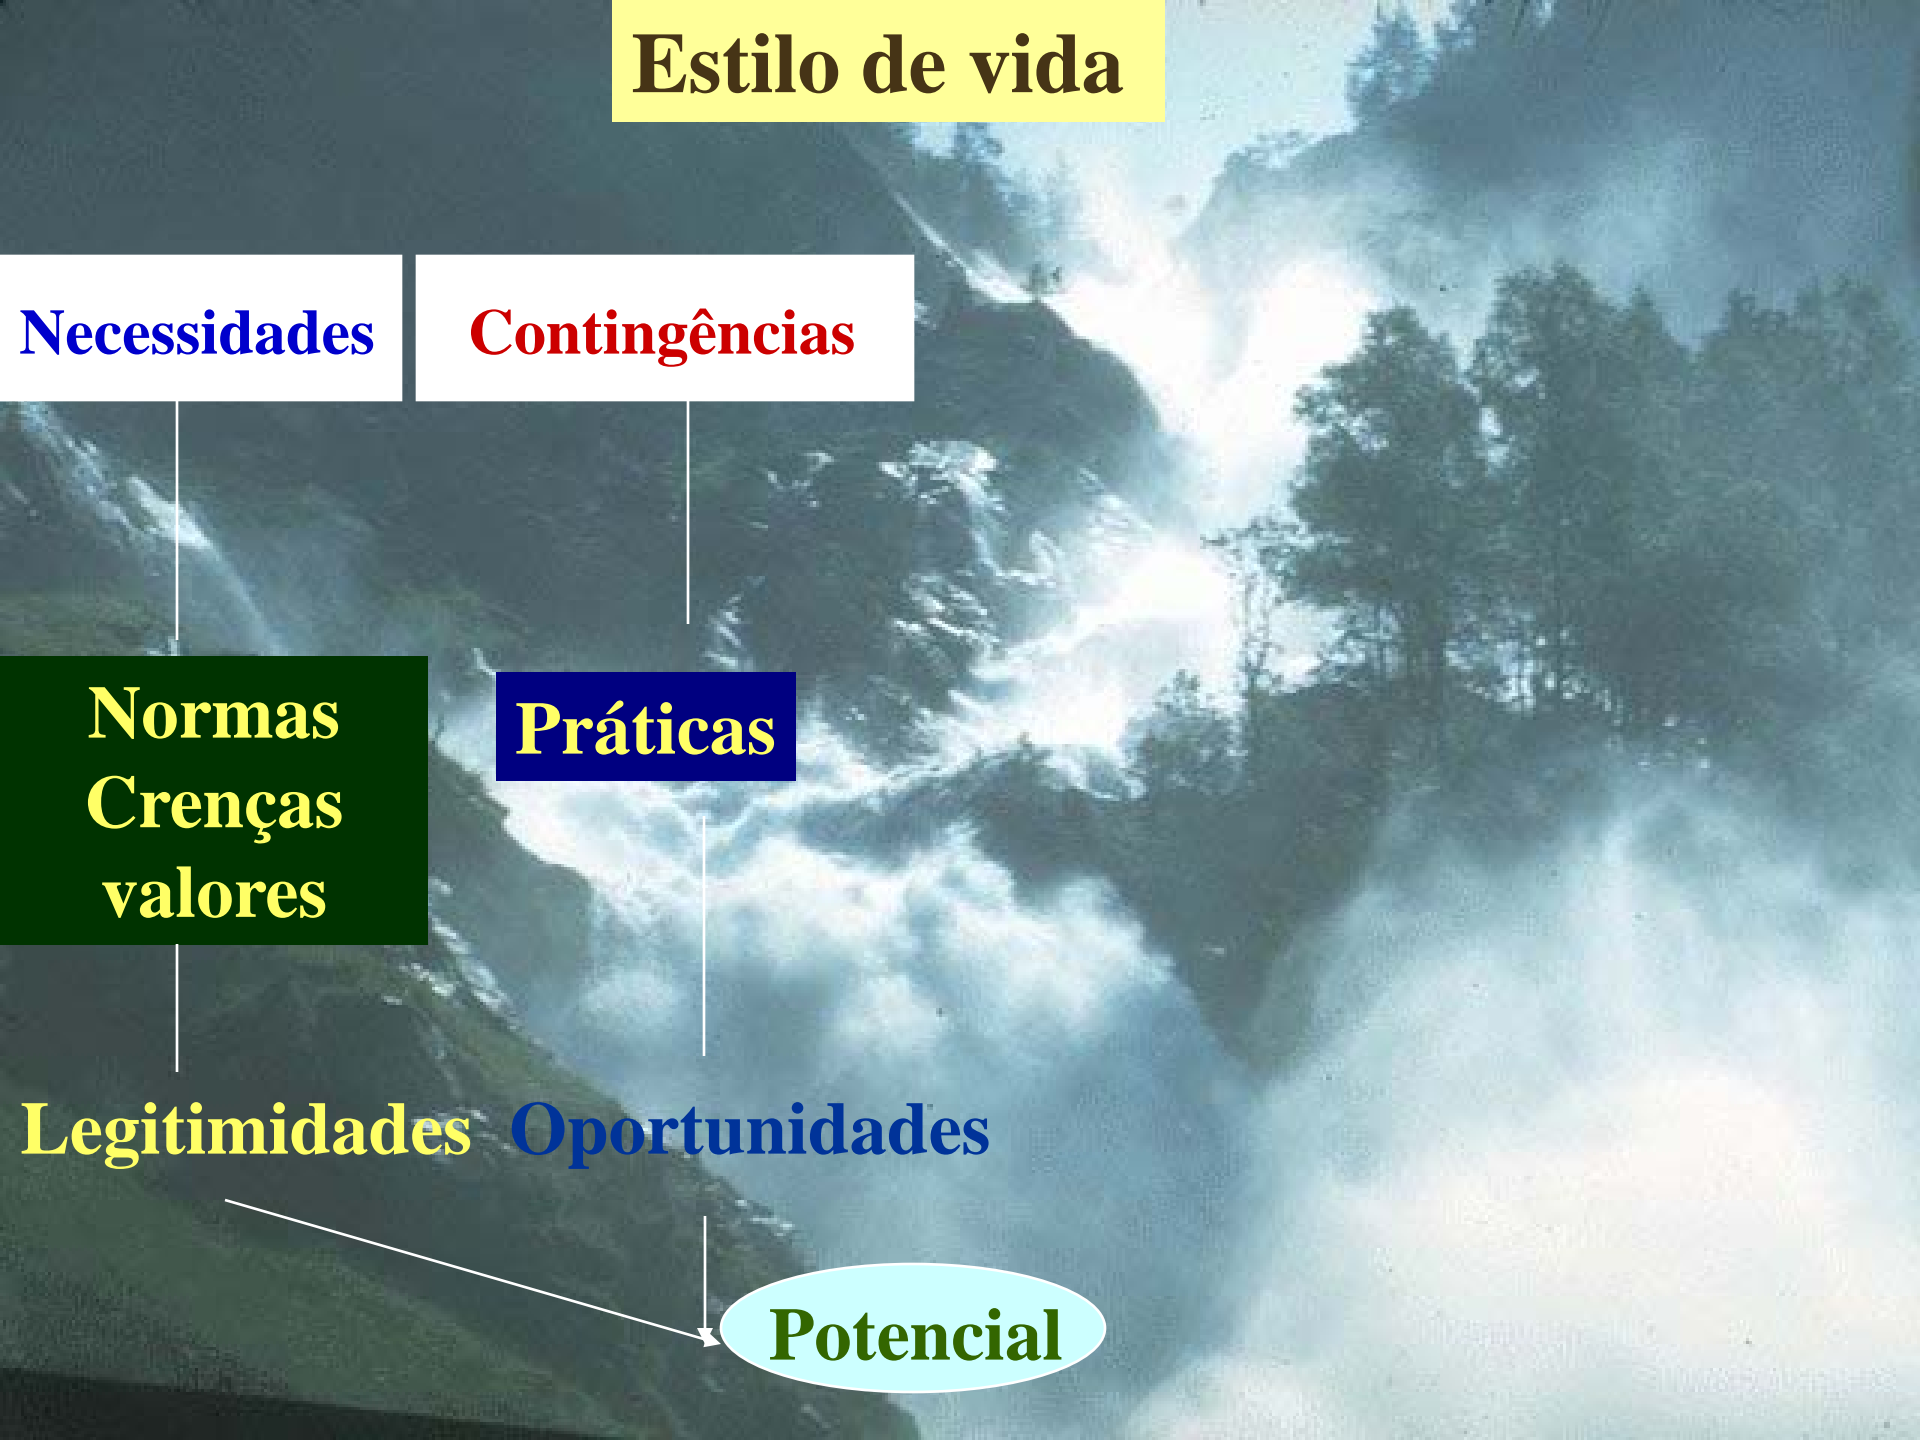 Estilo de vida
Necessidades
Contingências
Normas
Crenças
valores
Práticas
Legitimidades
Oportunidades
Potencial